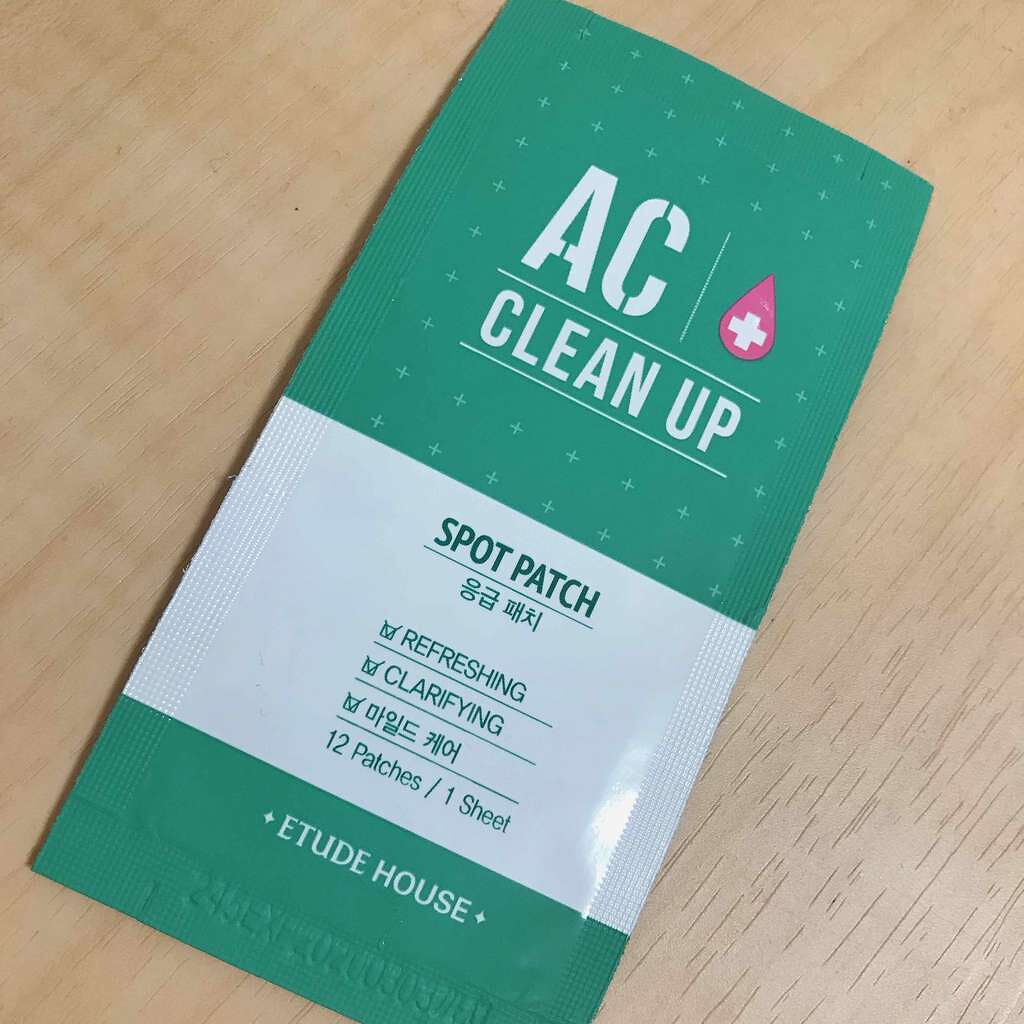 AC
CLEAN UP
SPOT PATCH
응급 패치
REFRESHING
CLARIFYING
마일드 케어
12 Patches / 1 Sheet
ETUDE HOUSE